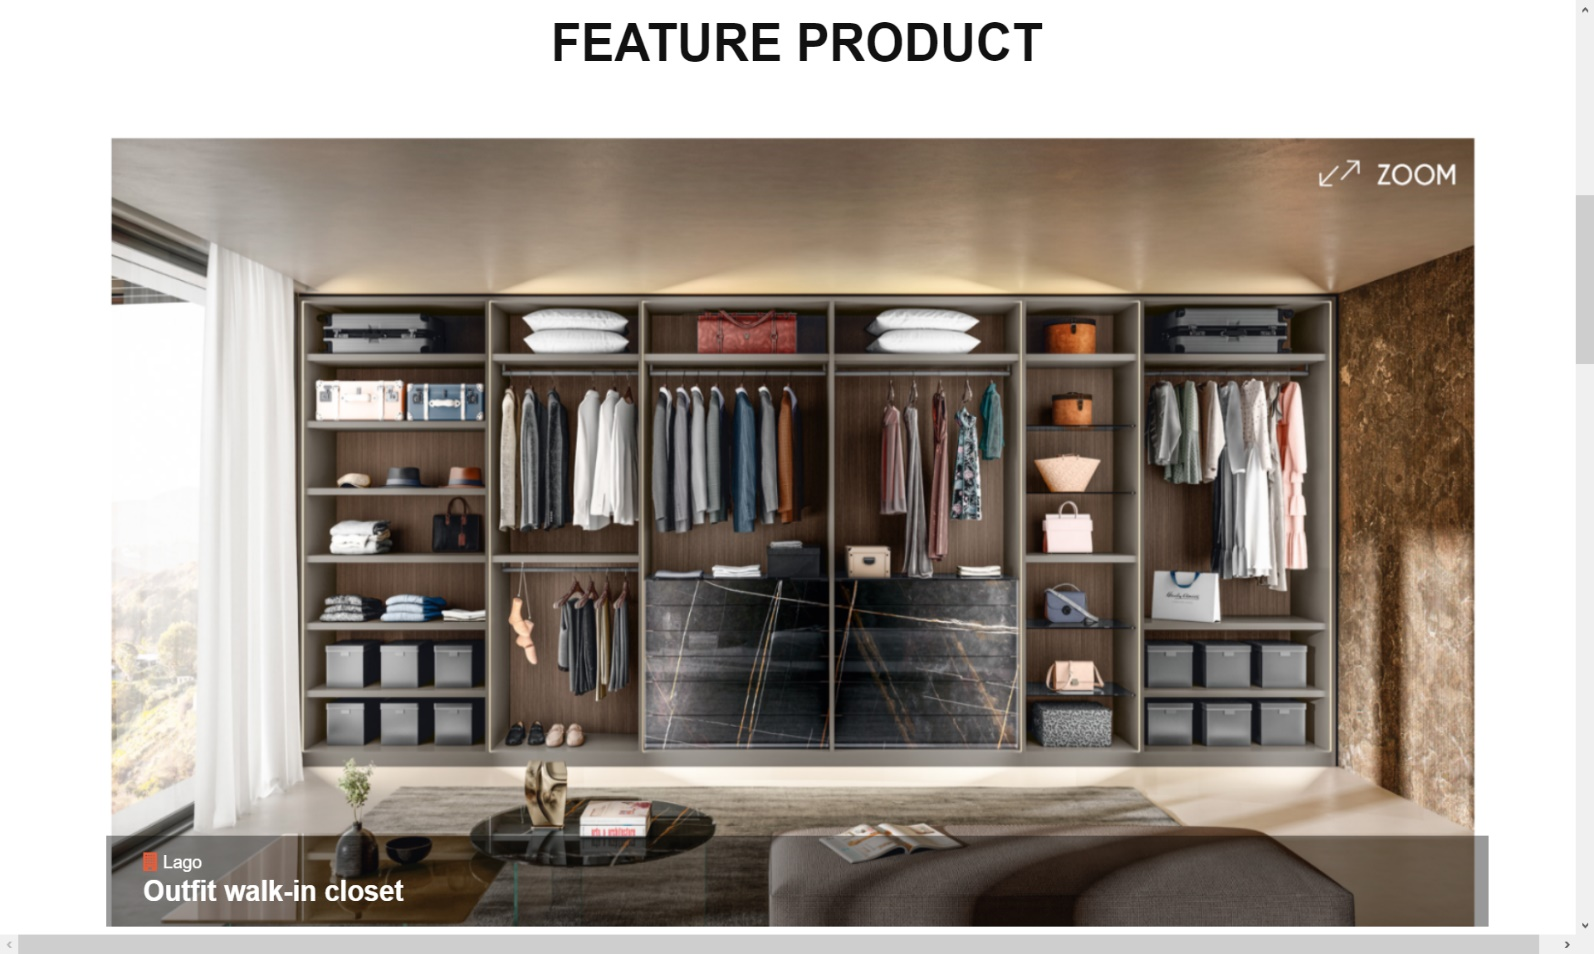 FEATURE PRODUCT
ZOOM
Lago
Outfit walk-in closet